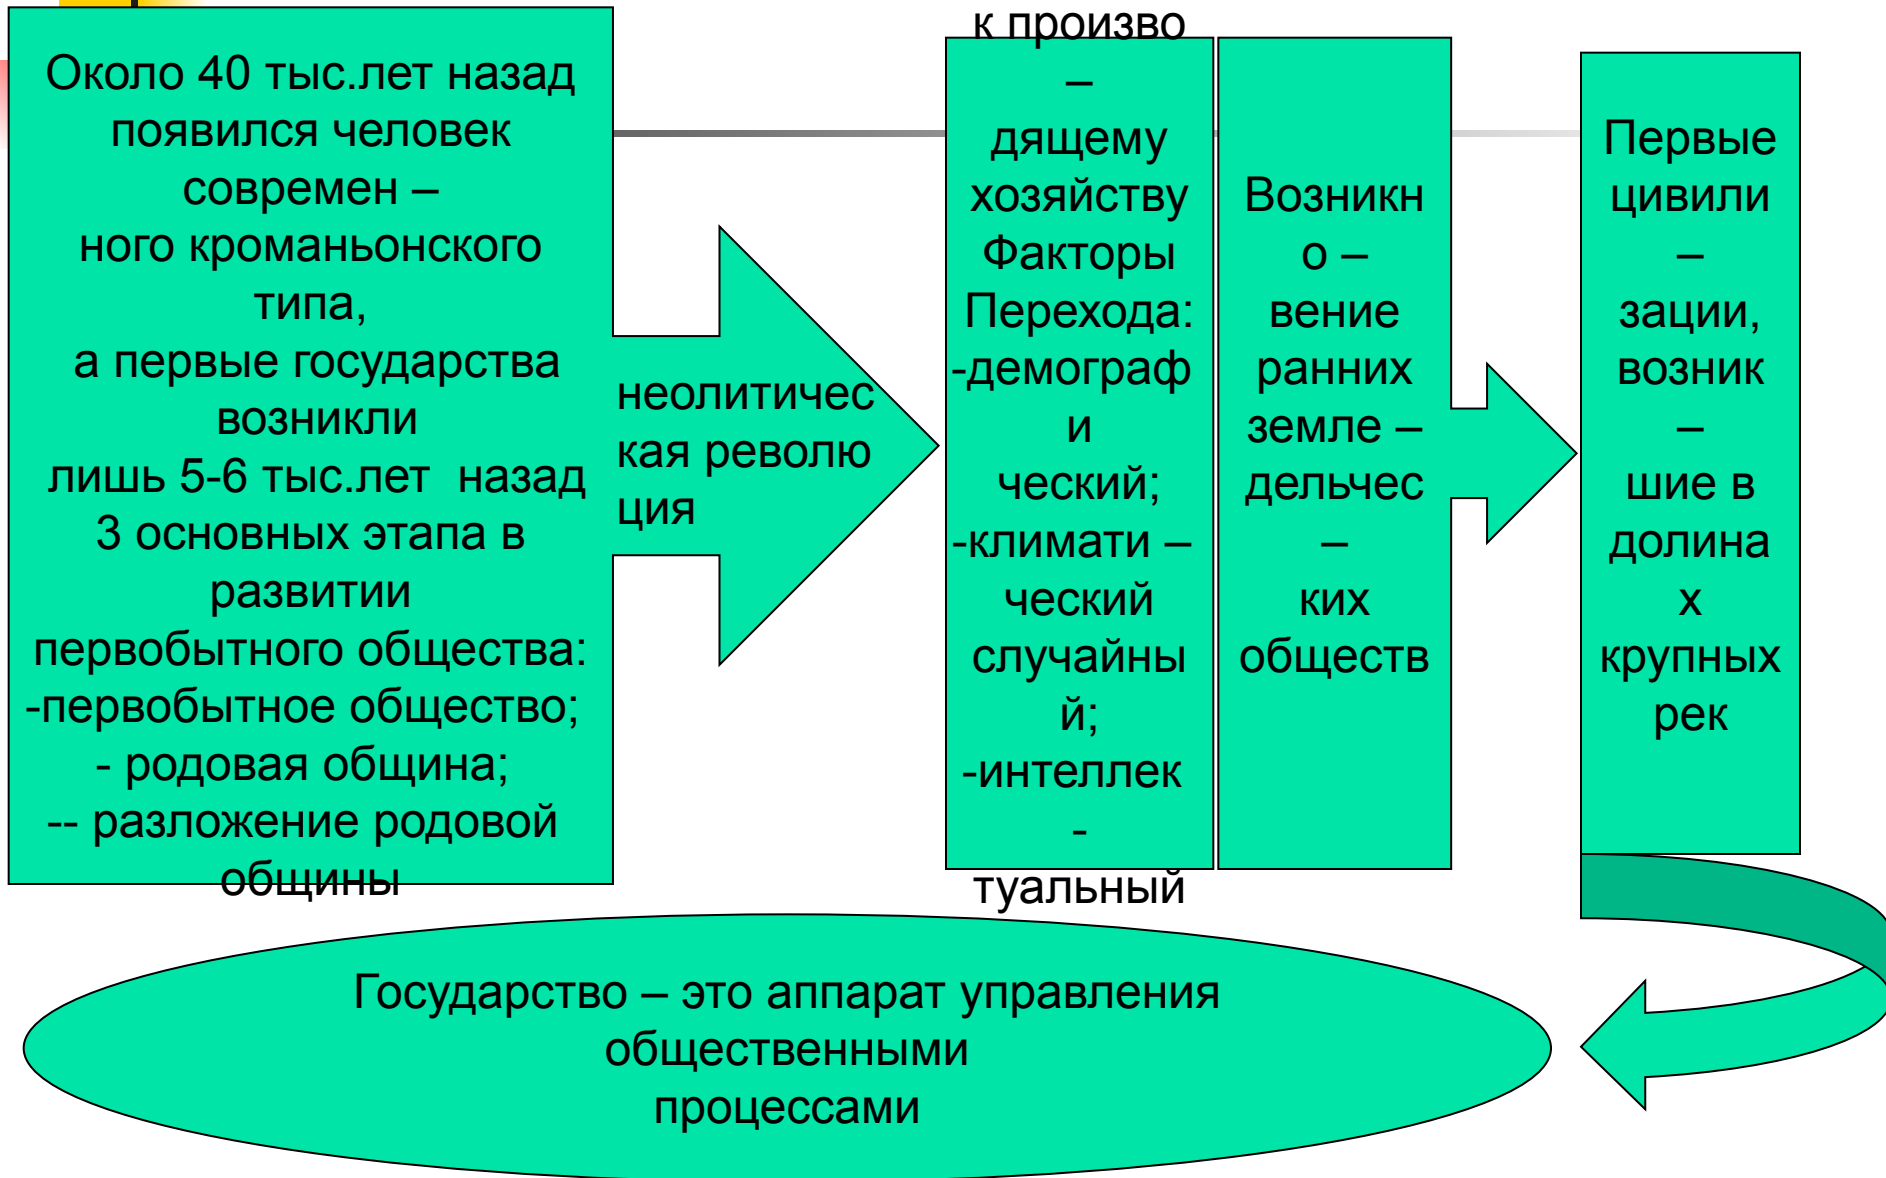 Около 40 тыс.лет назад
появился человек
современ –
ного кроманьонского
типа,
а первые государства
возникли
лишь 5-6 тыс.лет  назад
3 основных этапа в
развитии
первобытного общества:
-первобытное общество;
- родовая община;
-- разложение родовой
общины
неолитичес
кая револю
ция
к произво
–
дящему
хозяйству
Факторы
Перехода:
-демограф
и
ческий;
-климати –
ческий
случайны
й;
-интеллек
-
туальный
Возникн
о –
вение
ранних
земле –
дельчес
–
ких
обществ
Первые
цивили
–
зации,
возник
–
шие в
долина
х
крупных
рек
Государство – это аппарат управления
общественными
процессами